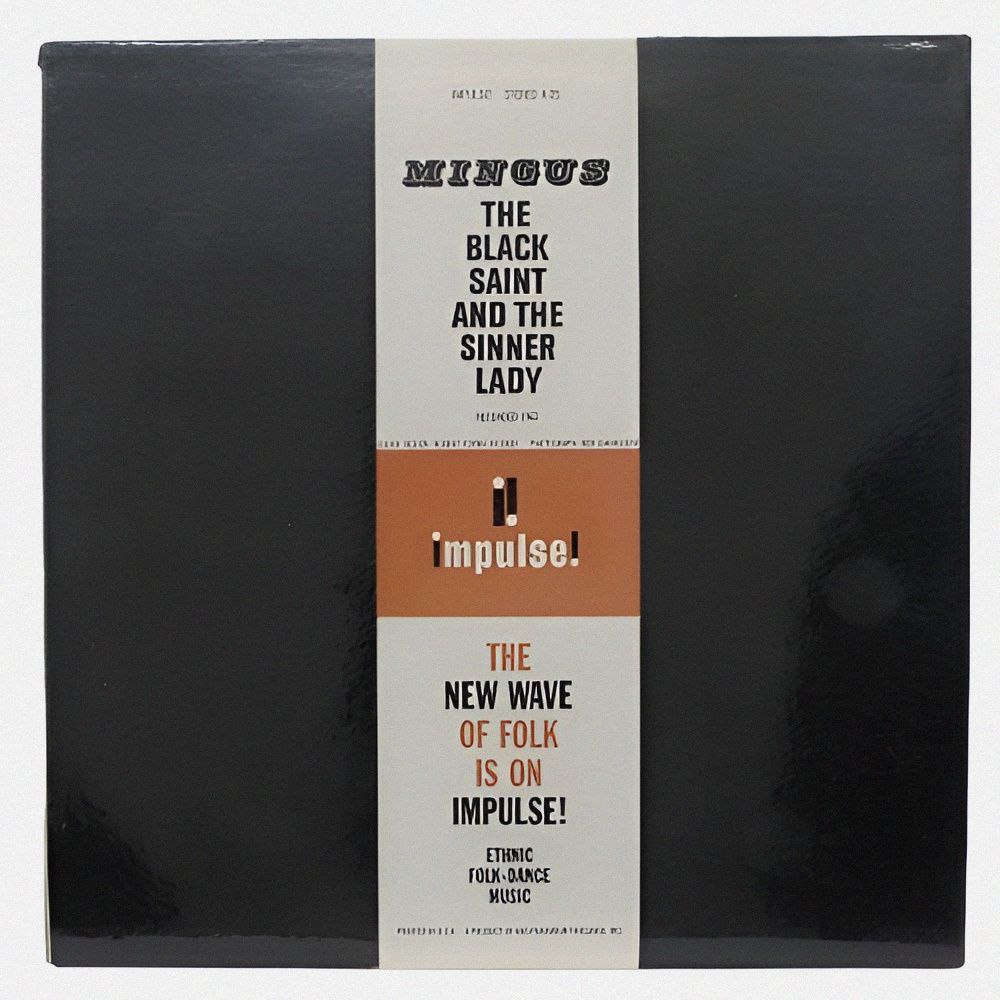 MINGUS
THE
BLACK
SAINT
AND THE
SINNER
LADY
i!
impulse!
THE
NEW WAVE
OF FOLK
IS ON
IMPULSE!
ETHNIC
FOLK-DANCE
MUSIC